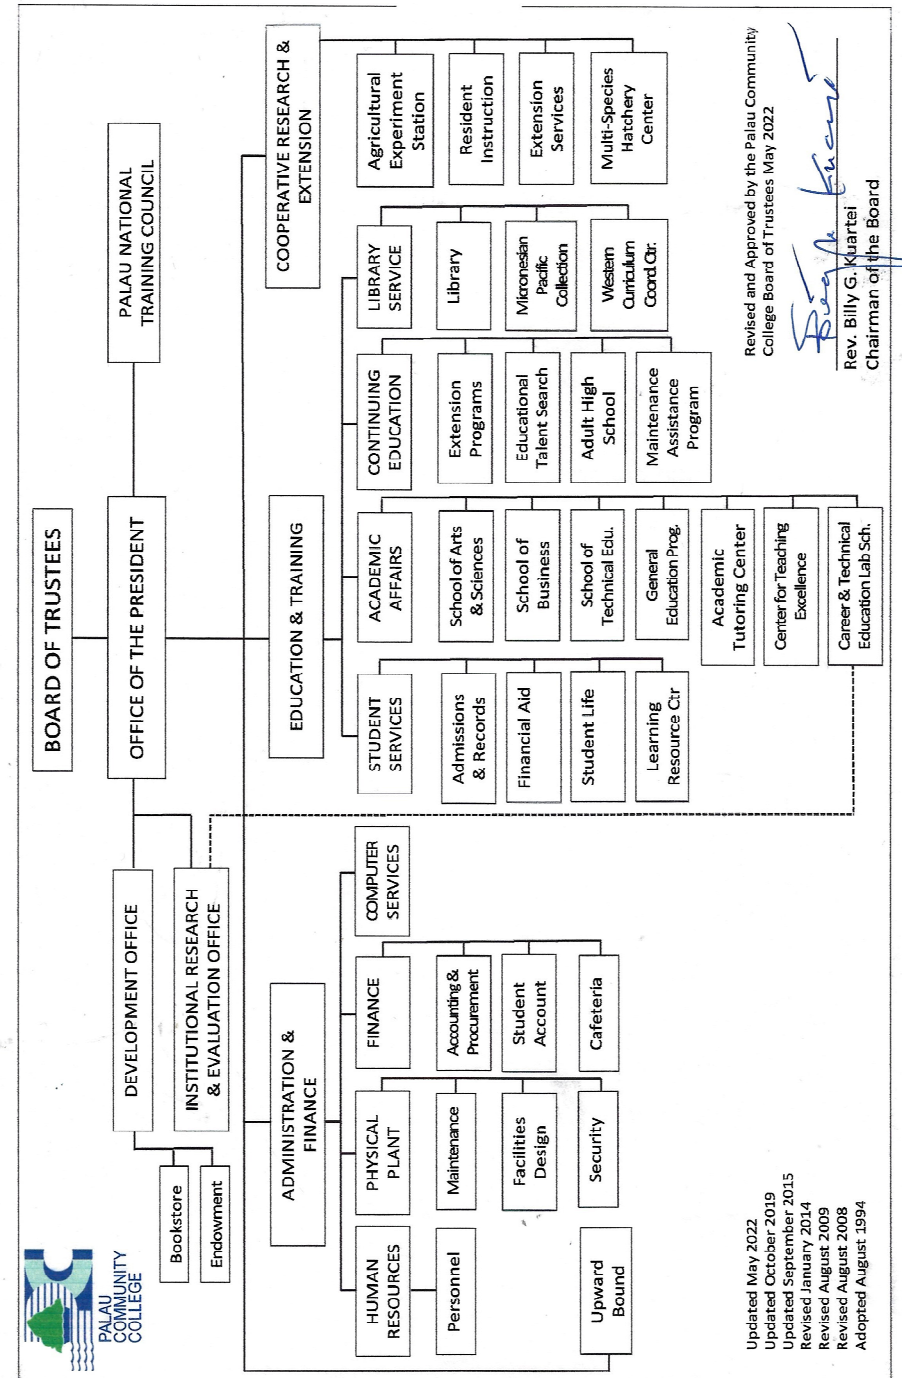 PALAU
COMMUNITY
COLLEGE
BOARD OF TRUSTEES
OFFICE OF THE PRESIDENT
PALAU NATIONAL
TRAINING COUNCIL
DEVELOPMENT OFFICE
Bookstore
Endowment
INSTITUTIONAL RESEARCH
& EVALUATION OFFICE
ADMINISTRATION &
FINANCE
HUMAN
RESOURCES
Personnel
Upward
Bound
PHYSICAL
PLANT
Maintenance
Facilities
Design
Security
FINANCE
Accounting &
Procurement
Student
Account
Cafeteria
COMPUTER
SERVICES
EDUCATION & TRAINING
STUDENT
SERVICES
Admissions
& Records
Financial Aid
Student Life
Learning
Resource Ctr
ACADEMIC
AFFAIRS
School of Arts
& Sciences
School of
Business
School of
Technical Edu.
General
Education Prog.
Academic
Tutoring Center
Center for Teaching
Excellence
Career & Technical
Education Lab Sch.
CONTINUING
EDUCATION
Extension
Programs
Educational
Talent Search
Adult High
School
Maintenance
Assistance
Program
LIBRARY
SERVICE
Library
Micronesian
Pacific
Collection
Western
Curriculum
Coord. Ctr.
COOPERATIVE RESEARCH &
EXTENSION
Agricultural
Experiment
Station
Resident
Instruction
Extension
Services
Multi-Species
Hatchery
Center
Updated May 2022
Updated October 2019
Updated September 2015
Revised January 2014
Revised August 2009
Revised August 2008
Adopted August 1994
Revised and Approved by the Palau Community
College Board of Trustees May 2022
Rev. Billy G. Kuartei
Chairman of the Board